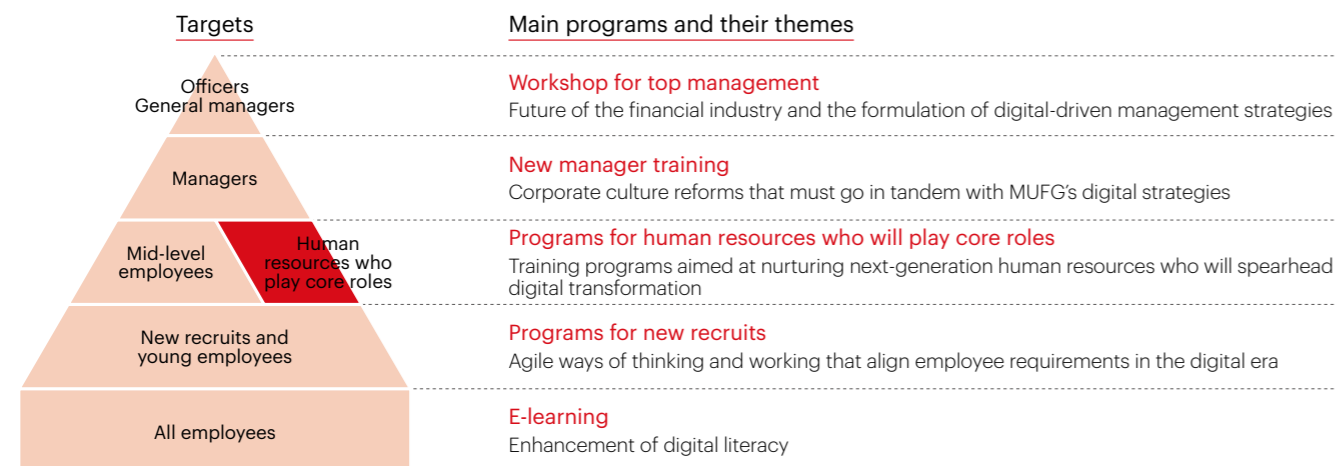 Targets
Main programs and their themes
Officers
General managers
Workshop for top management
Future of the financial industry and the formulation of digital-driven management strategies
Managers
New manager training
Corporate culture reforms that must go in tandem with MUFG's digital strategies
Mid-level
employees
Human
resources who
play core roles
Programs for human resources who will play core roles
Training programs aimed at nurturing next-generation human resources who will spearhead
digital transformation
New recruits and
young employees
Programs for new recruits
Agile ways of thinking and working that align employee requirements in the digital era
All employees
E-learning
Enhancement of digital literacy